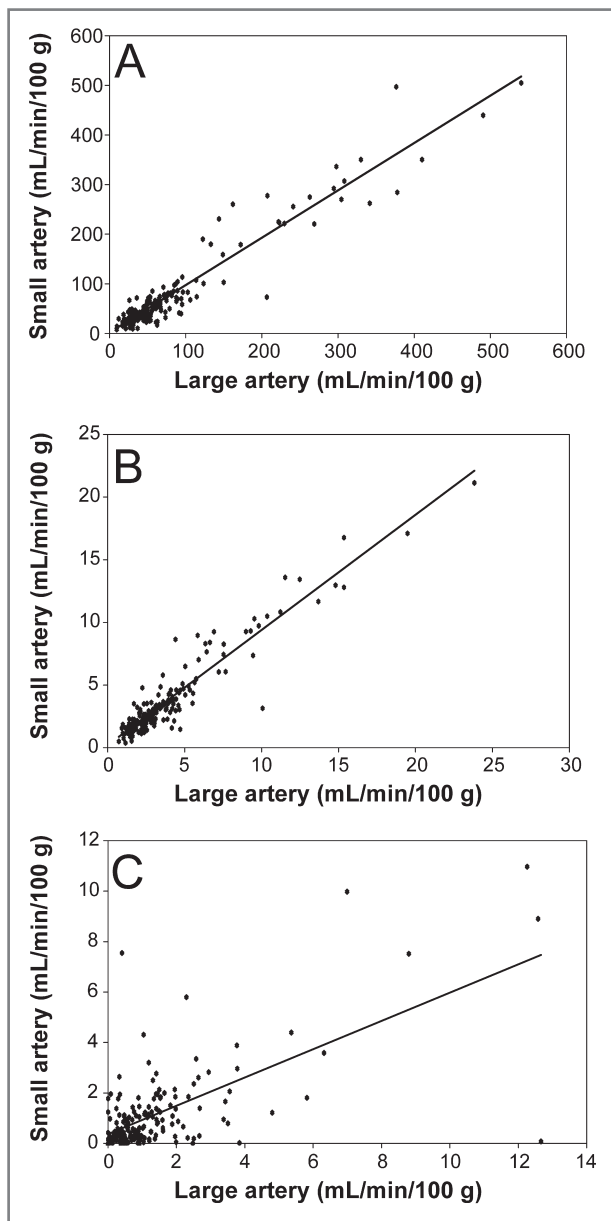 A
600
500
400
300
200
100
0
0 100 200 300 400 500 600
Small artery (mL/min/100 g)
Large artery (mL/min/100 g)
B
25
20
15
10
5
0
0 5 10 15 20 25 30
Small artery (mL/min/100 g)
Large artery (mL/min/100 g)
C
12
10
8
6
4
2
0
0 2 4 6 8 10 12 14
Small artery (mL/min/100 g)
Large artery (mL/min/100 g)